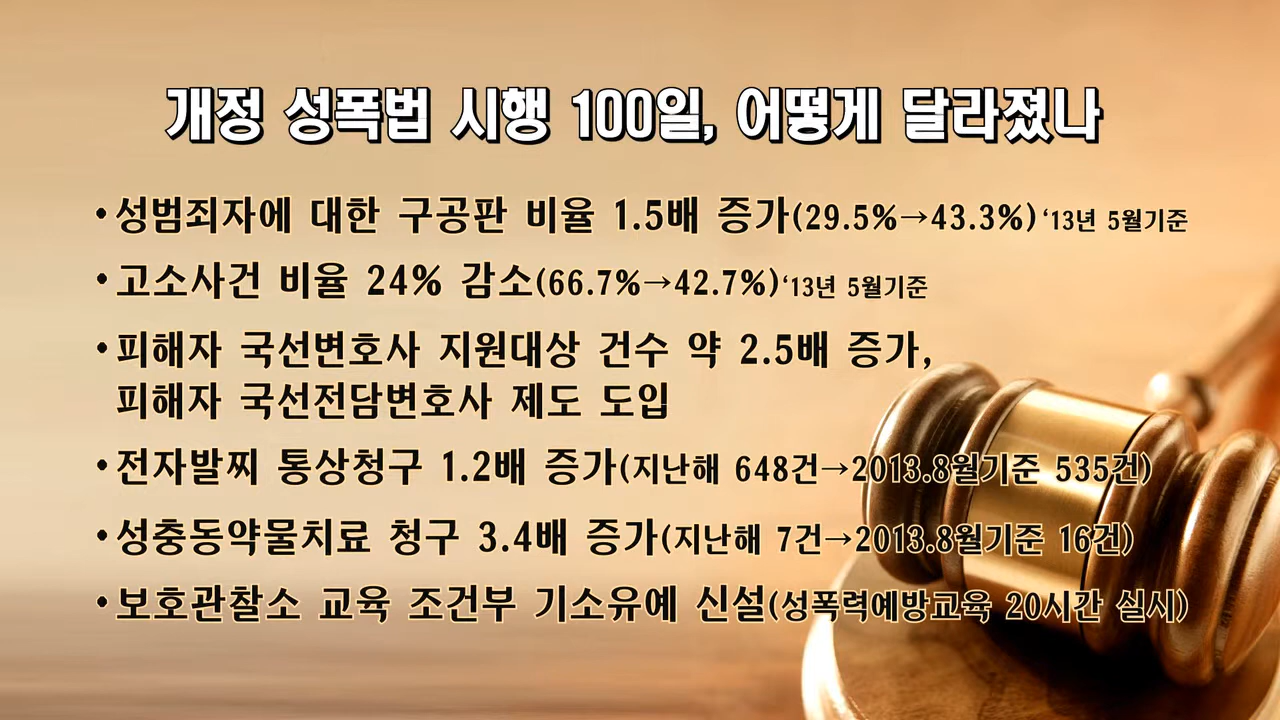 개정 성폭법 시행 100일, 어떻게 달라졌나
•성범죄자에 대한 구공판 비율 1.5배 증가(29.5%→43.3%)‘13년 5월기준
•고소사건 비율 24% 감소(66.7%→42.7%)‘13년 5월기준
•피해자 국선변호사 지원대상 건수 약 2.5배 증가,
피해자 국선전담변호사 제도 도입
•전자발찌 통상청구 1.2배 증가(지난해 648건→2013.8월기준 535건)
•성충동약물치료 청구 3.4배 증가(지난해 7건→2013.8월기준 16건)
•보호관찰소 교육 조건부 기소유예 신설(성폭력예방교육 20시간 실시)